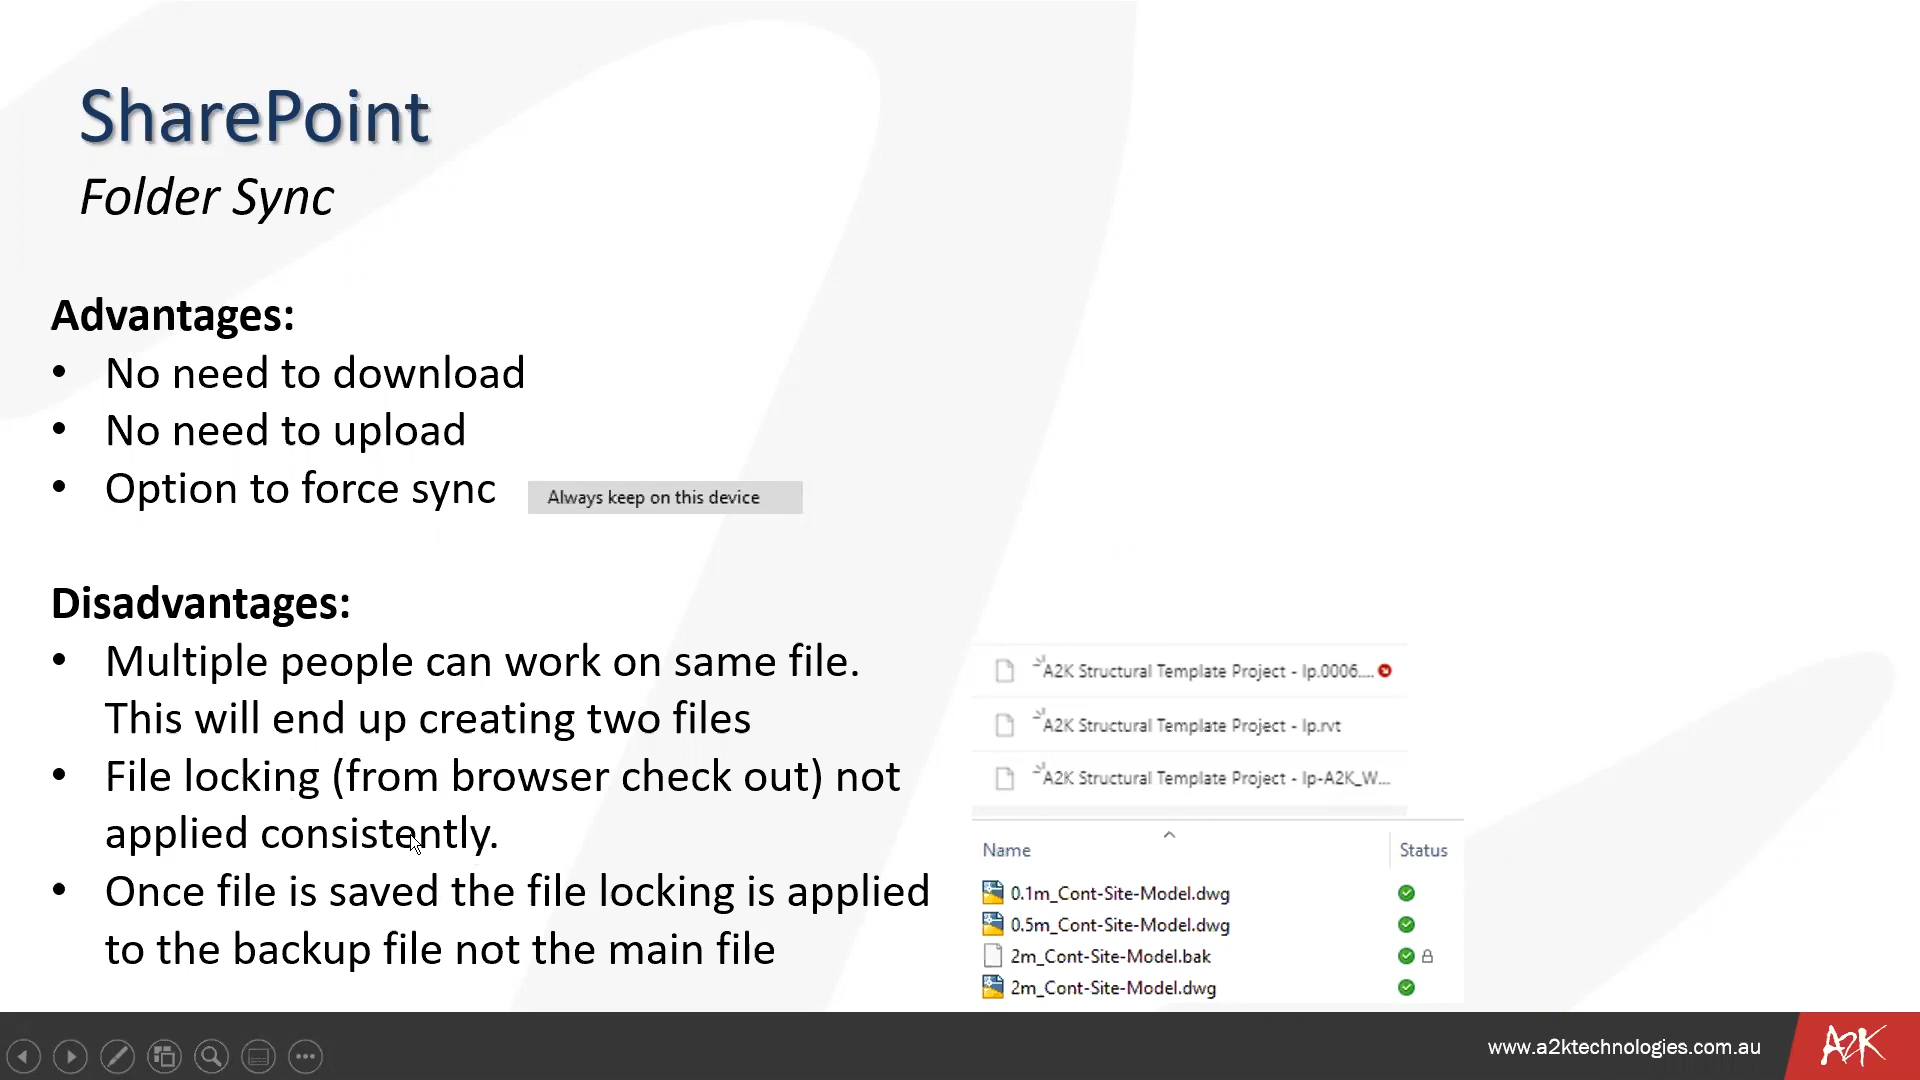 SharePoint
Folder Sync
Advantages:
• No need to download
• No need to upload
• Option to force sync
Always keep on this device
Disadvantages:
• Multiple people can work on same file.
This will end up creating two files
• File locking (from browser check out) not
applied consistently.
• Once file is saved the file locking is applied
to the backup file not the main file
A2K Structural Template Project - lp.0006....
A2K Structural Template Project - lp.rvt
A2K Structural Template Project - lp-A2K_W...
Name Status
0.1m_Cont-Site-Model.dwg
0.5m_Cont-Site-Model.dwg
2m_Cont-Site-Model.bak
2m_Cont-Site-Model.dwg
www.a2ktechnologies.com.au
A2K